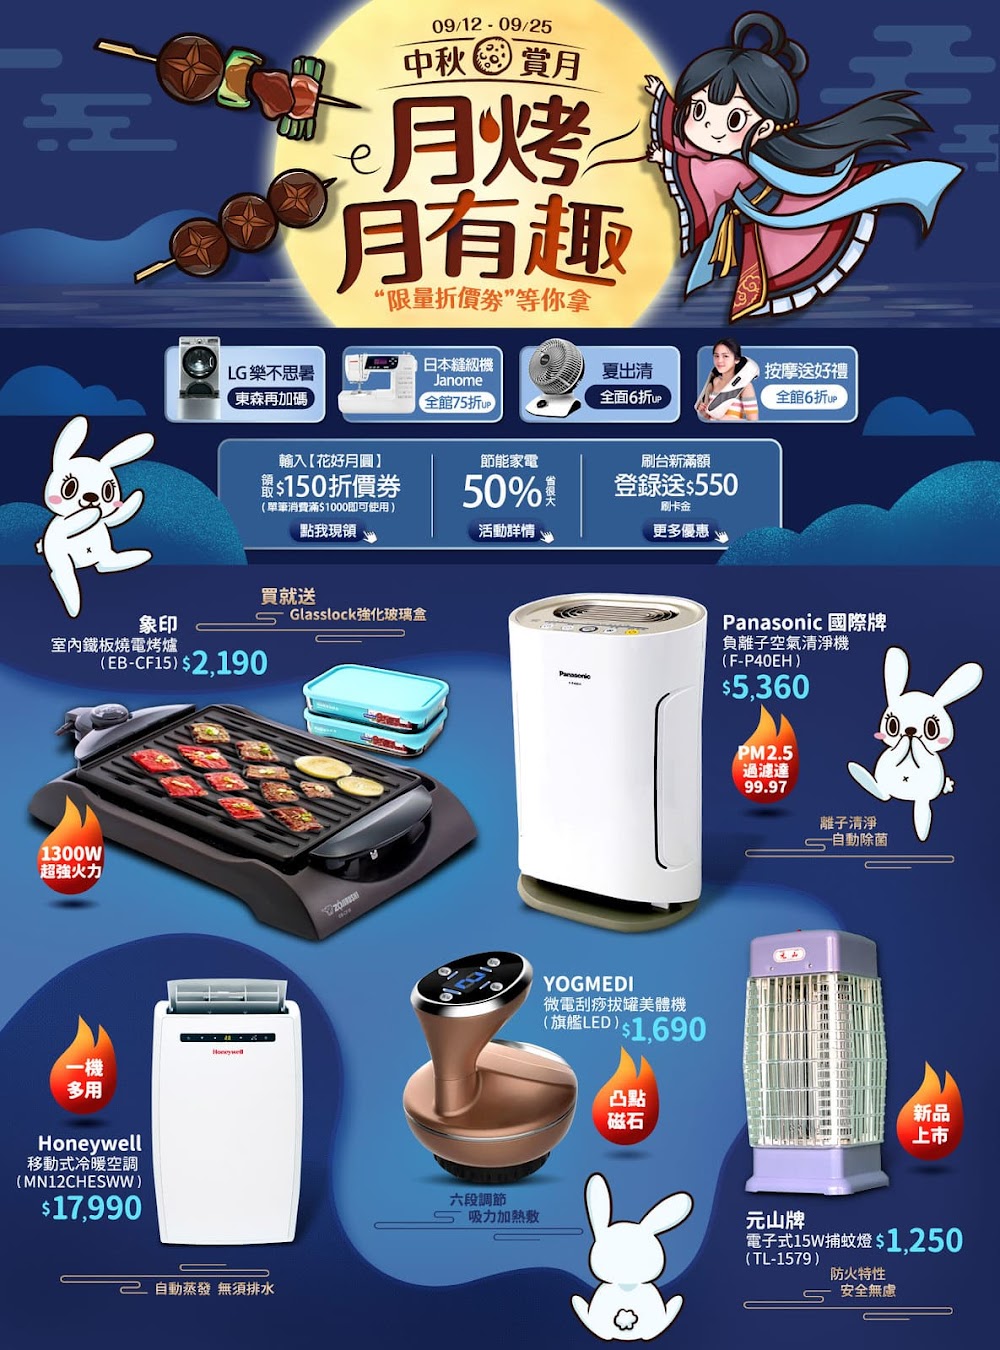 09/12 - 09/25
中秋 賞月
月烤
月有趣
“限量折價劵”等你拿
LG 樂不思暑
東森再加碼
日本縫紉機
Janome
全館75折UP
夏出清
全面6折UP
按摩送好禮
全館6折UP
輸入【花好月圓】
領取$150折價券
(單筆消費滿$1000即可使用)
點我現領
節能家電
50%省很大
活動詳情
刷台新滿額
登錄送$550
刷卡金
更多優惠
買就送
Glasslock強化玻璃盒
象印
室內鐵板燒電烤爐
(EB-CF15) $2,190
1300W
超強火力
ZOJIRUSHI
Panasonic
Panasonic 國際牌
負離子空氣清淨機
(F-P40EH)
$5,360
PM2.5
過濾達
99.97
離子清淨
自動除菌
一機
多用
Honeywell
Honeywell
移動式冷暖空調
(MN12CHESWW)
$17,990
自動蒸發 無須排水
YOGMEDI
微電刮痧拔罐美體機
(旗艦LED) $1,690
凸點
磁石
六段調節
吸力加熱敷
元山
新品
上市
元山牌
電子式15W捕蚊燈 $1,250
(TL-1579)
防火特性
安全無慮